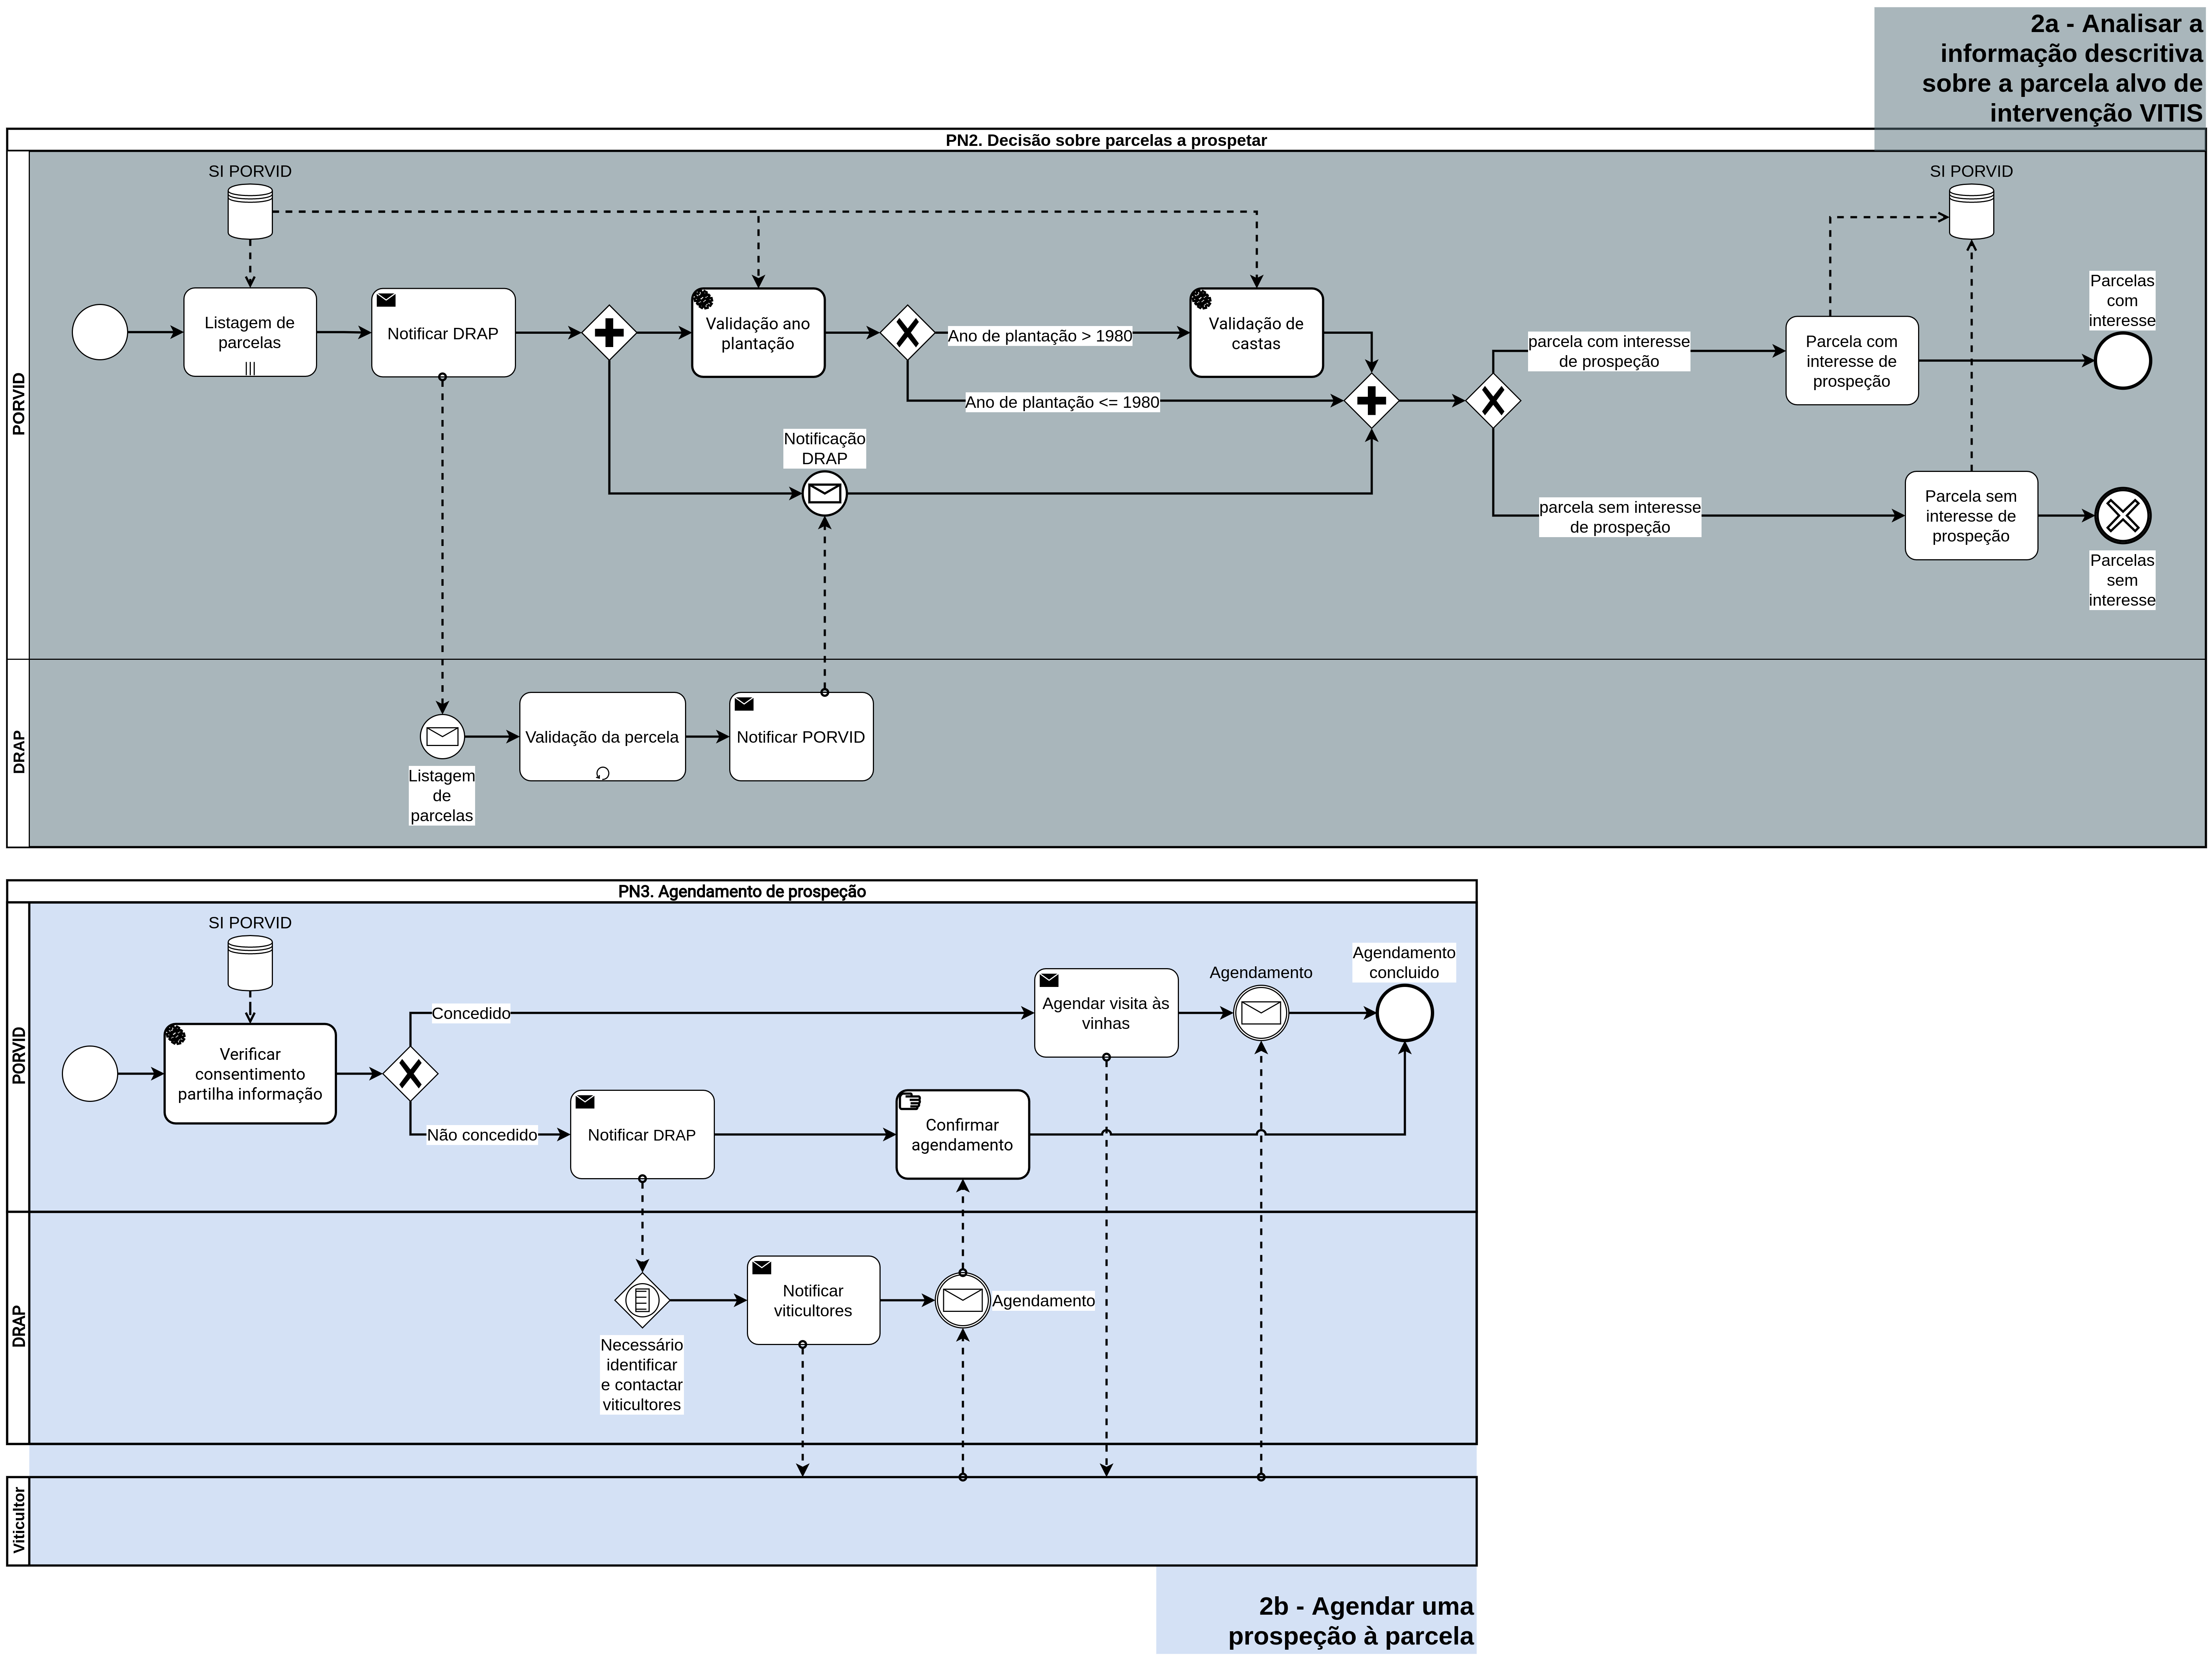 2a - Analisar a
informação descritiva
sobre a parcela alvo de
intervenção VITIS
PN2. Decisão sobre parcelas a prospetar
PORVID
SI PORVID
SI PORVID
Listagem de
parcelas
Notificar DRAP
Validação ano
plantação
Ano de plantação > 1980
Ano de plantação <= 1980
Validação de
castas
Notificação
DRAP
parcela com interesse
de prospeção
Parcela com
interesse de
prospeção
Parcelas
com
interesse
parcela sem interesse
de prospeção
Parcela sem
interesse de
prospeção
Parcelas
sem
interesse
DRAP
Listagem
de
parcelas
Validação da percela
Notificar PORVID
PN3. Agendamento de prospeção
PORVID
SI PORVID
Verificar
consentimento
partilha informação
Concedido
Não concedido
Notificar DRAP
Confirmar
agendamento
Agendar visita às
vinhas
Agendamento
Agendamento
concluido
DRAP
Necessário
identificar
e contactar
viticultores
Notificar
viticultores
Agendamento
Viticultor
2b - Agendar uma
prospeção à parcela